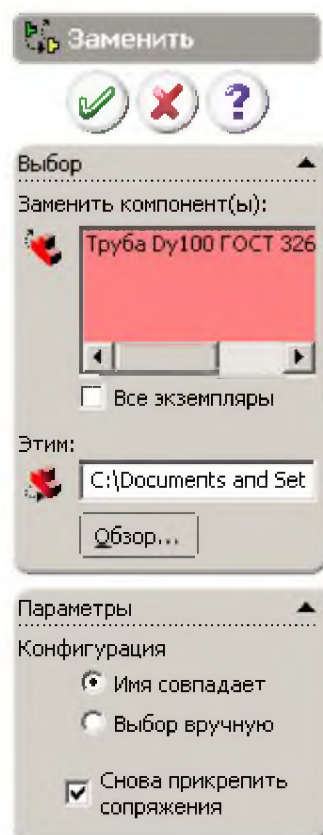 Заменить
?
Выбор
Заменить компонент(ы):
Труба Dy100 ГОСТ 326
Все экземпляры
Этим:
C:\Documents and Set
Обзор...
Параметры
Конфигурация
Имя совпадает
Выбор вручную
Снова прикрепить
сопряжения